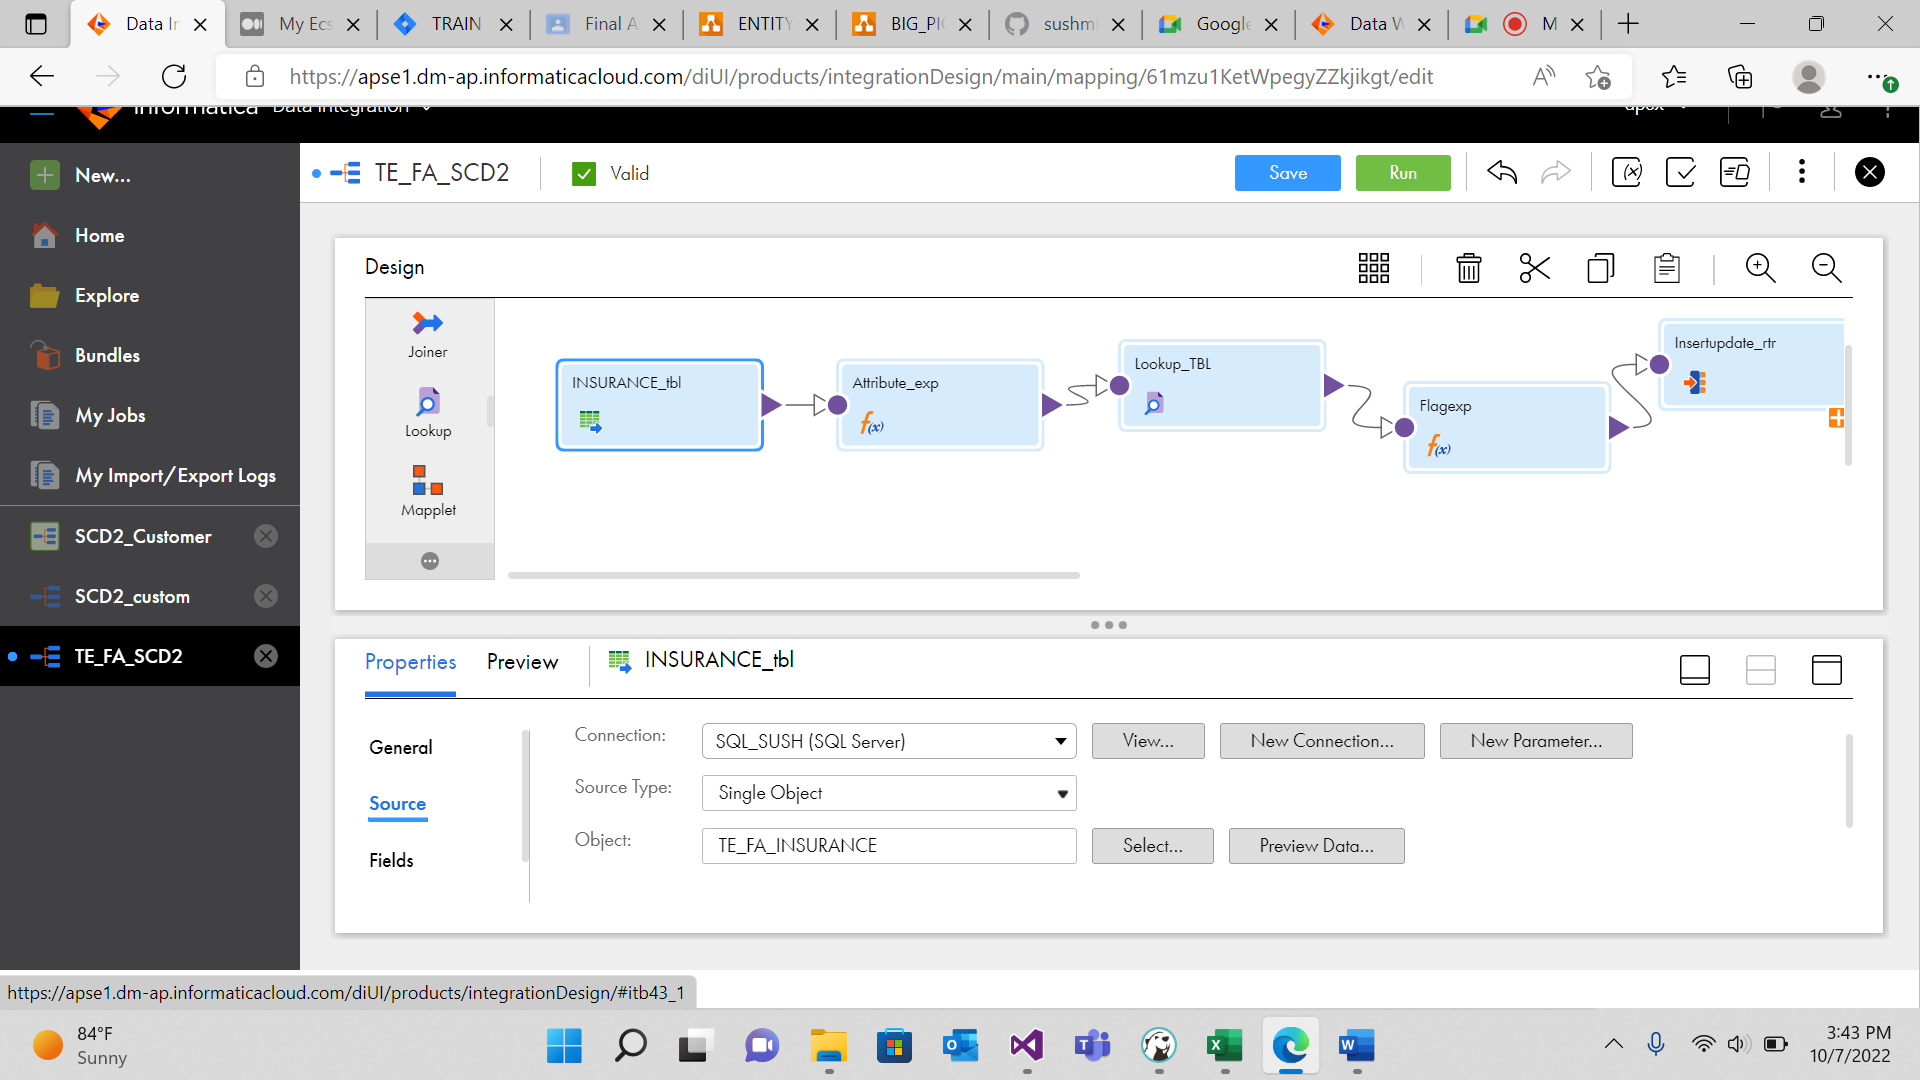 Data In
My Ecs
TRAIN
Final A
ENTITY
BIG_PIC
sushmi
Google
Data W
M
https://apse1.dm-ap.informaticacloud.com/diUI/products/integrationDesign/main/mapping/61mzu1KetWpegyZZkjikgt/edit
Informatica Data Integration
apex
New...
Home
Explore
Bundles
My Jobs
My Import/Export Logs
SCD2_Customer
SCD2_custom
TE_FA_SCD2
TE_FA_SCD2
Valid
Save
Run
Design
Joiner
Lookup
Mapplet
INSURANCE_tbl
Attribute_exp
Lookup_TBL
Flagexp
Insertupdate_rtr
Properties
Preview
INSURANCE_tbl
General
Source
Fields
Connection:
SQL_SUSH (SQL Server)
View...
New Connection...
New Parameter...
Source Type:
Single Object
Object:
TE_FA_INSURANCE
Select...
Preview Data...
https://apse1.dm-ap.informaticacloud.com/diUI/products/integrationDesign/#itb43_1
84°F
Sunny
3:43 PM
10/7/2022